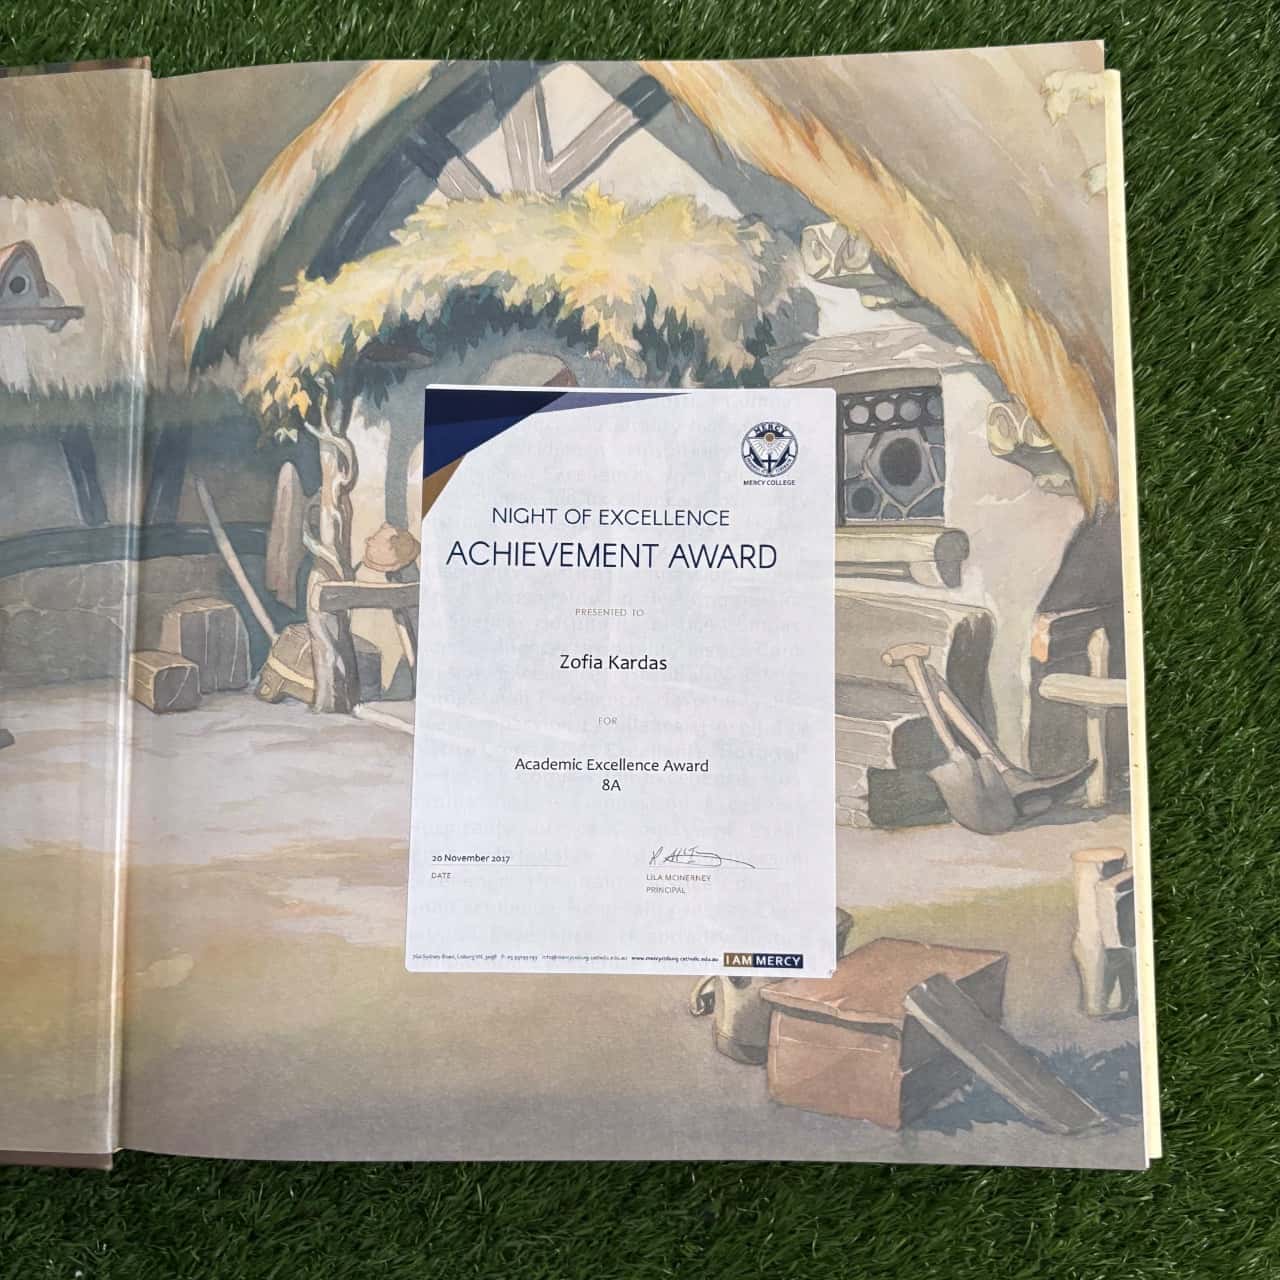 MERCY
MERCY COLLEGE
NIGHT OF EXCELLENCE
ACHIEVEMENT AWARD
PRESENTED TO
Zofia Kardas
FOR
Academic Excellence Award
8A
20 November 2017
DATE
LILA MCINERNEY
PRINCIPAL
I AM MERCY